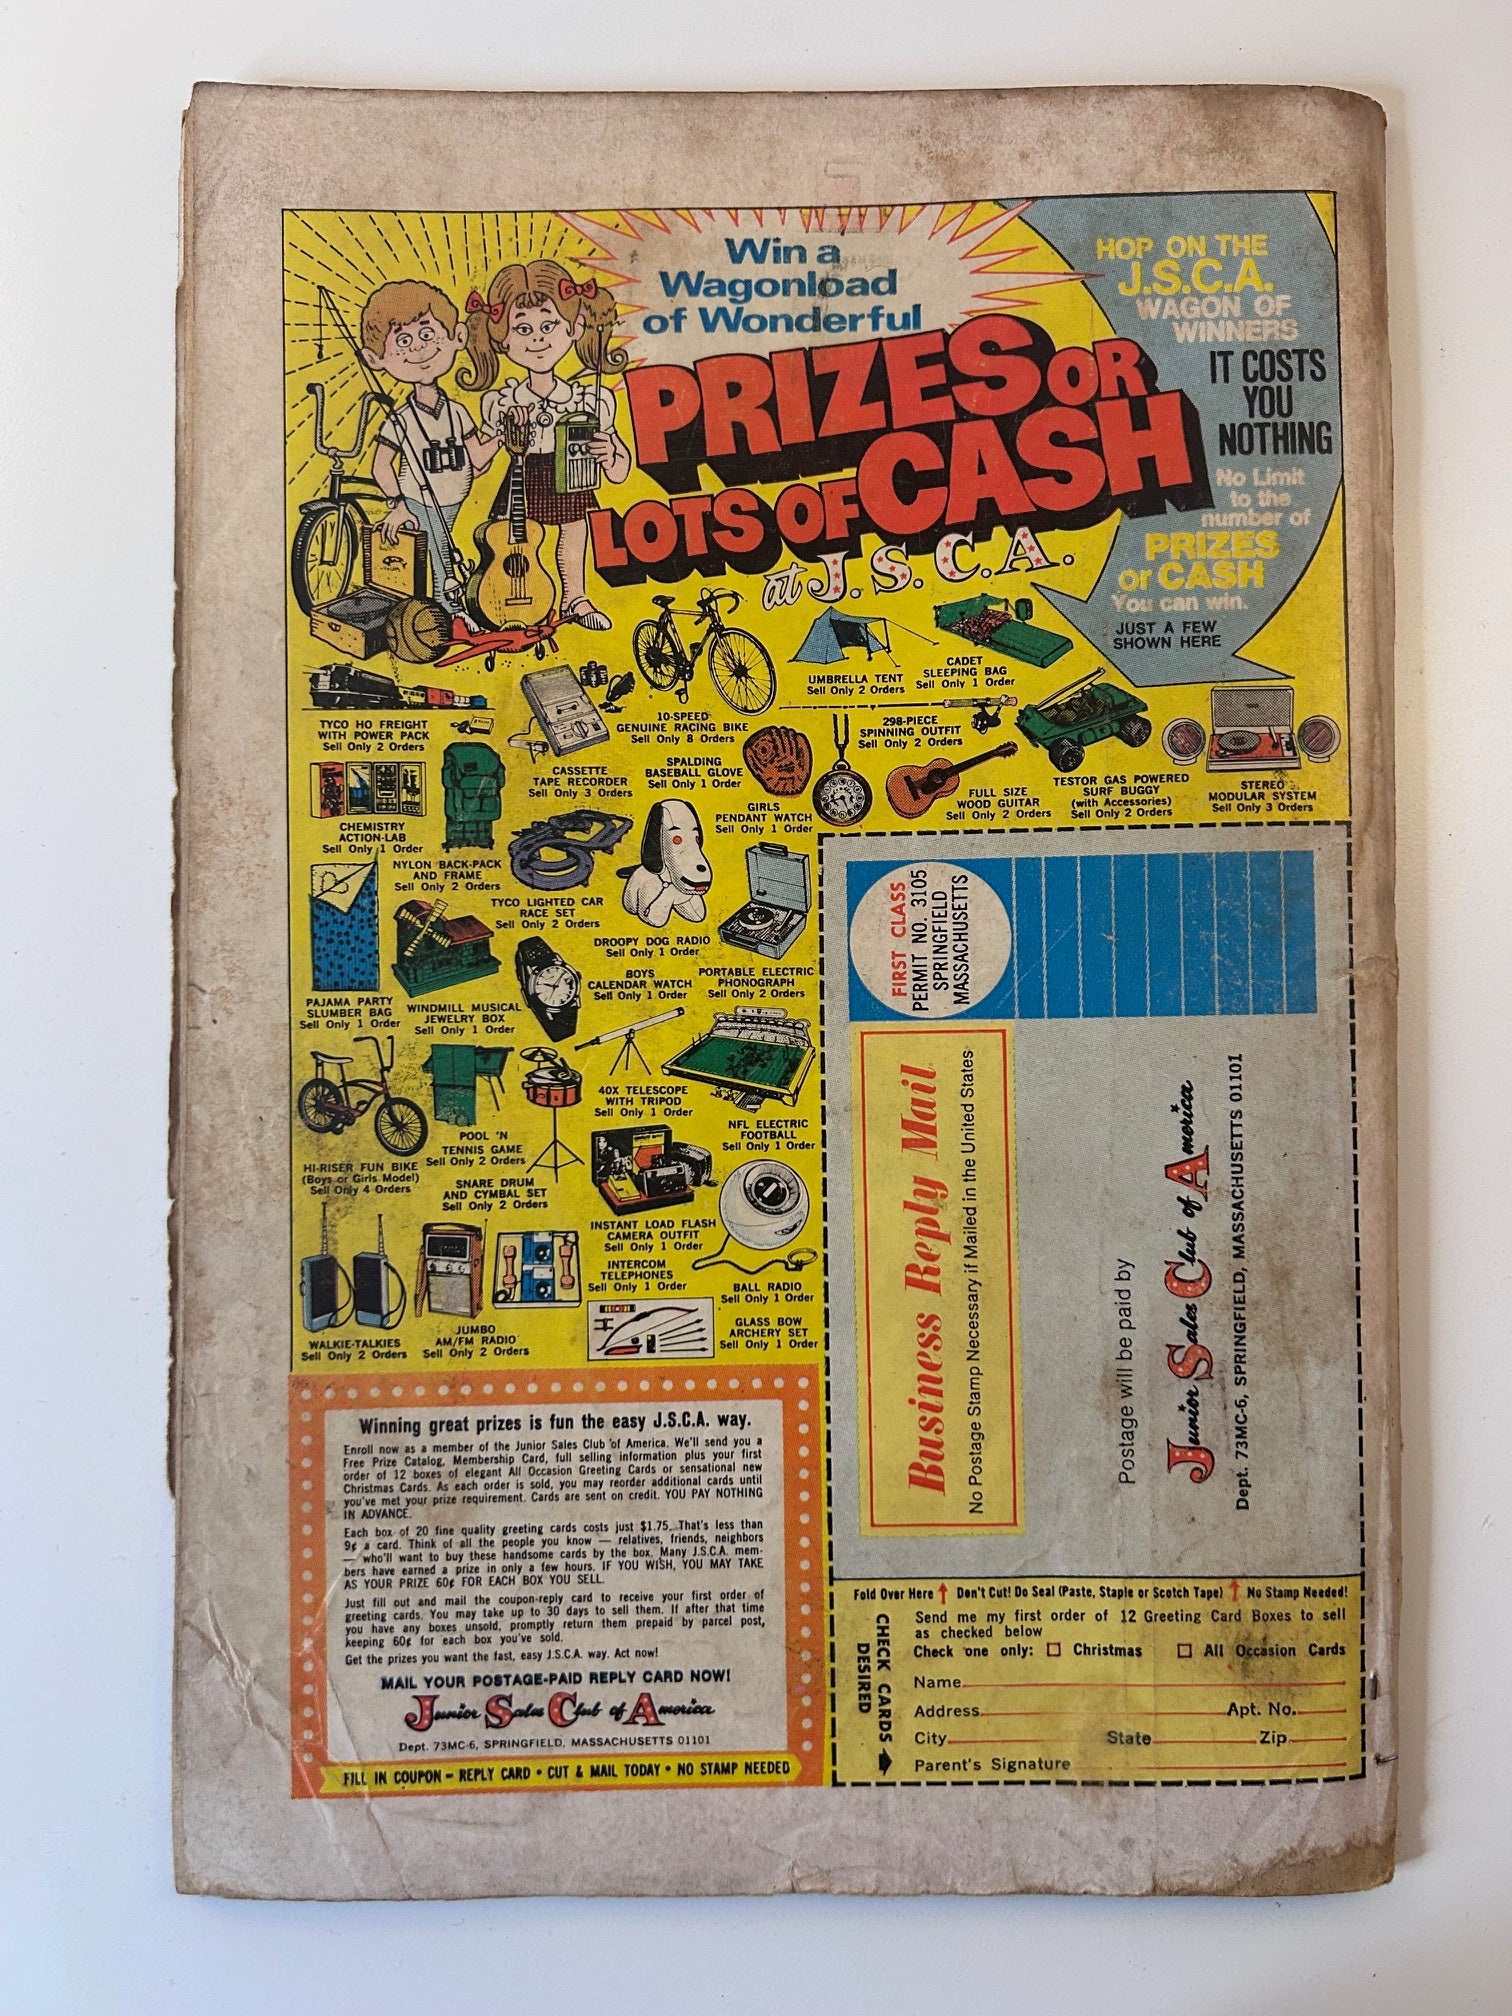 Win a
Wagonload
of Wonderful
PRIZES OR
LOTS OF CASH
at J.S.C.A.
HOP ON THE
J.S.C.A.
WAGON OF
WINNERS
IT COSTS
YOU
NOTHING
No Limit
to the
number of
PRIZES
or CASH
You can win.
JUST A FEW
SHOWN HERE
UMBRELLA TENT
Sell Only 2 Orders
CADET
SLEEPING BAG
Sell Only 1 Order
TYCO HO FREIGHT
WITH POWER PACK
Sell Only 2 Orders
10-SPEED
GENUINE RACING BIKE
Sell Only 8 Orders
298-PIECE
SPINNING OUTFIT
Sell Only 2 Orders
CASSETTE
TAPE RECORDER
Sell Only 3 Orders
SPALDING
BASEBALL GLOVE
Sell Only 1 Order
GIRLS
PENDANT WATCH
Sell Only 1 Order
FULL SIZE
WOOD GUITAR
Sell Only 2 Orders
TESTOR GAS POWERED
SURF BUGGY
(with Accessories)
Sell Only 2 Orders
STEREO
MODULAR SYSTEM
Sell Only 3 Orders
CHEMISTRY
ACTION-LAB
Sell Only 1 Order
NYLON BACK-PACK
AND FRAME
Sell Only 2 Orders
TYCO LIGHTED CAR
RACE SET
Sell Only 2 Orders
DROOPY DOG RADIO
Sell Only 1 Order
BOYS
CALENDAR WATCH
Sell Only 1 Order
PORTABLE ELECTRIC
PHONOGRAPH
Sell Only 2 Orders
PAJAMA PARTY
SLUMBER BAG
Sell Only 1 Order
WINDMILL MUSICAL
JEWELRY BOX
Sell Only 1 Order
40X TELESCOPE
WITH TRIPOD
Sell Only 1 Order
NFL ELECTRIC
FOOTBALL
Sell Only 1 Order
HI-RISER FUN BIKE
(Boys or Girls Model)
Sell Only 4 Orders
POOL 'N
TENNIS GAME
Sell Only 2 Orders
SNARE DRUM
AND CYMBAL SET
Sell Only 2 Orders
INSTANT LOAD FLASH
CAMERA OUTFIT
Sell Only 1 Order
INTERCOM
TELEPHONES
Sell Only 1 Order
BALL RADIO
Sell Only 1 Order
WALKIE-TALKIES
Sell Only 2 Orders
JUMBO
AM/FM RADIO
Sell Only 2 Orders
GLASS BOW
ARCHERY SET
Sell Only 1 Order
Winning great prizes is fun the easy J.S.C.A. way.
Enroll now as a member of the Junior Sales Club of America. We'll send you a
Free Prize Catalog, Membership Card, full selling information plus your first
order of 12 boxes of elegant All Occasion Greeting Cards or sensational new
Christmas Cards. As each order is sold, you may reorder additional cards until
you've met your prize requirement. Cards are sent on credit. YOU PAY NOTHING
IN ADVANCE.
Each box of 20 fine quality greeting cards costs just $1.75. That's less than
9¢ a card. Think of all the people you know — relatives, friends, neighbors
— who'll want to buy these handsome cards by the box. Many J.S.C.A. mem-
bers have earned a prize in only a few hours. IF YOU WISH, YOU MAY TAKE
AS YOUR PRIZE 60¢ FOR EACH BOX YOU SELL.
Just fill out and mail the coupon-reply card to receive your first order of
greeting cards. You may take up to 30 days to sell them. If after that time
you have any boxes unsold, promptly return them prepaid by parcel post,
keeping 60¢ for each box you've sold.
Get the prizes you want the fast, easy J.S.C.A. way. Act now!
MAIL YOUR POSTAGE-PAID REPLY CARD NOW!
Junior Sales Club of America
Dept. 73MC-6, SPRINGFIELD, MASSACHUSETTS 01101
FILL IN COUPON - REPLY CARD • CUT & MAIL TODAY • NO STAMP NEEDED
FIRST CLASS
PERMIT NO. 3105
SPRINGFIELD
MASSACHUSETTS
Business Reply Mail
No Postage Stamp Necessary if Mailed in the United States
Postage will be paid by
Junior Sales Club of America
Dept. 73MC-6, SPRINGFIELD, MASSACHUSETTS 01101
Fold Over Here ↑ Don't Cut! Do Seal (Paste, Staple or Scotch Tape) ↑ No Stamp Needed!
CHECK CARDS
DESIRED
Send me my first order of 12 Greeting Card Boxes to sell
as checked below
Check one only: □ Christmas □ All Occasion Cards
Name
Address Apt. No.
City State Zip
Parent's Signature